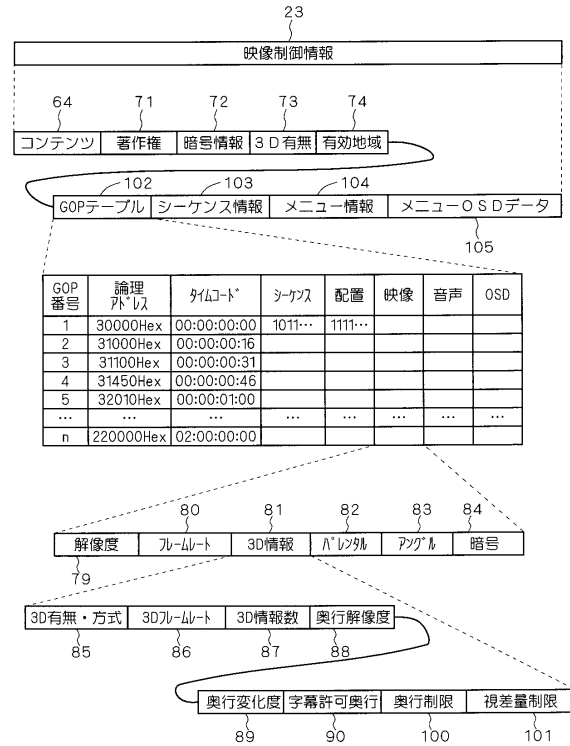 23
映像制御情報
64 71 72 73 74
コンテンツ 著作権 暗号情報 3D有無 有効地域
102 103 104
GOPテーブル シーケンス情報 メニュー情報 メニューOSDデータ
105
GOP番号 論理ｱﾄﾞﾚｽ ﾀｲﾑｺｰﾄﾞ ｼｰｹﾝｽ 配置 映像 音声 OSD
1 30000Hex 00:00:00:00 1011… 1111…
2 31000Hex 00:00:00:16
3 31100Hex 00:00:00:31
4 31450Hex 00:00:00:46
5 32010Hex 00:00:01:00
… … … … … … … …
n 220000Hex 02:00:00:00
80 81 82 83 84
解像度 ﾌﾚｰﾑﾚｰﾄ 3D情報 ﾊﾟﾚﾝﾀﾙ ｱﾝｸﾞﾙ 暗号
79
3D有無・方式 3Dﾌﾚｰﾑﾚｰﾄ 3D情報数 奥行解像度
85 86 87 88
奥行変化度 字幕許可奥行 奥行制限 視差量制限
89 90 100 101